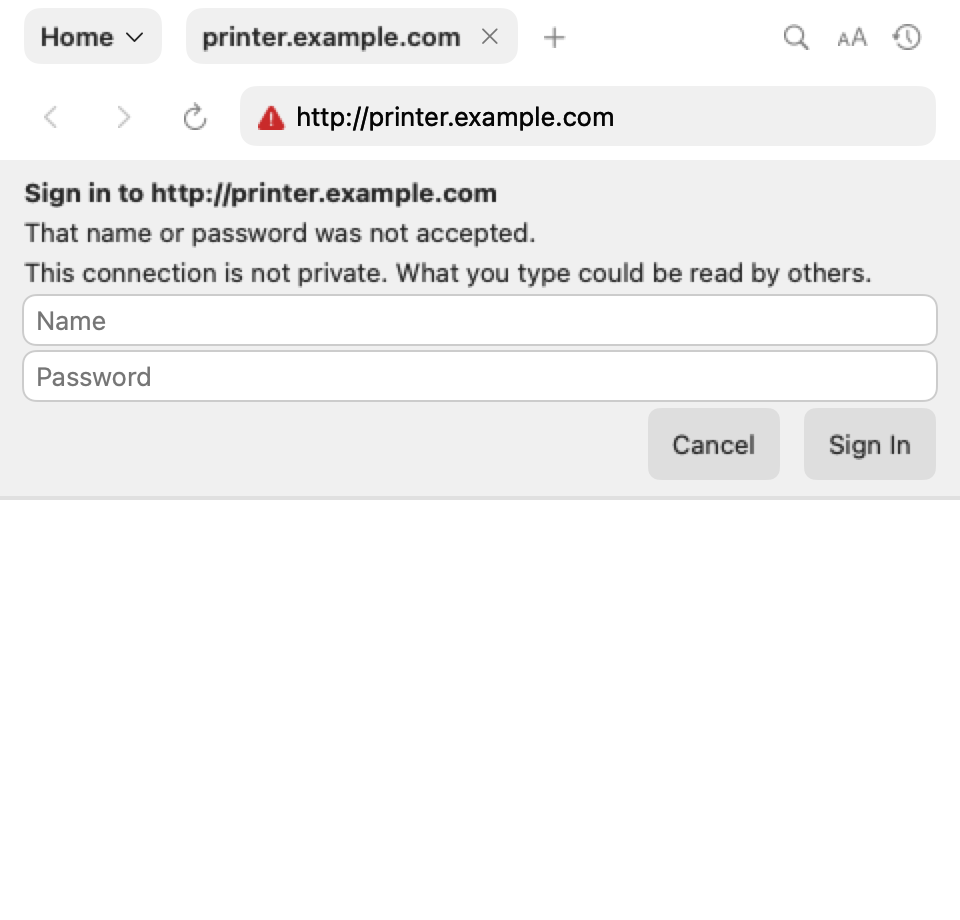 Home
printer.example.com
AA
http://printer.example.com
Sign in to http://printer.example.com
That name or password was not accepted.
This connection is not private. What you type could be read by others.
Name
Password
Cancel
Sign In